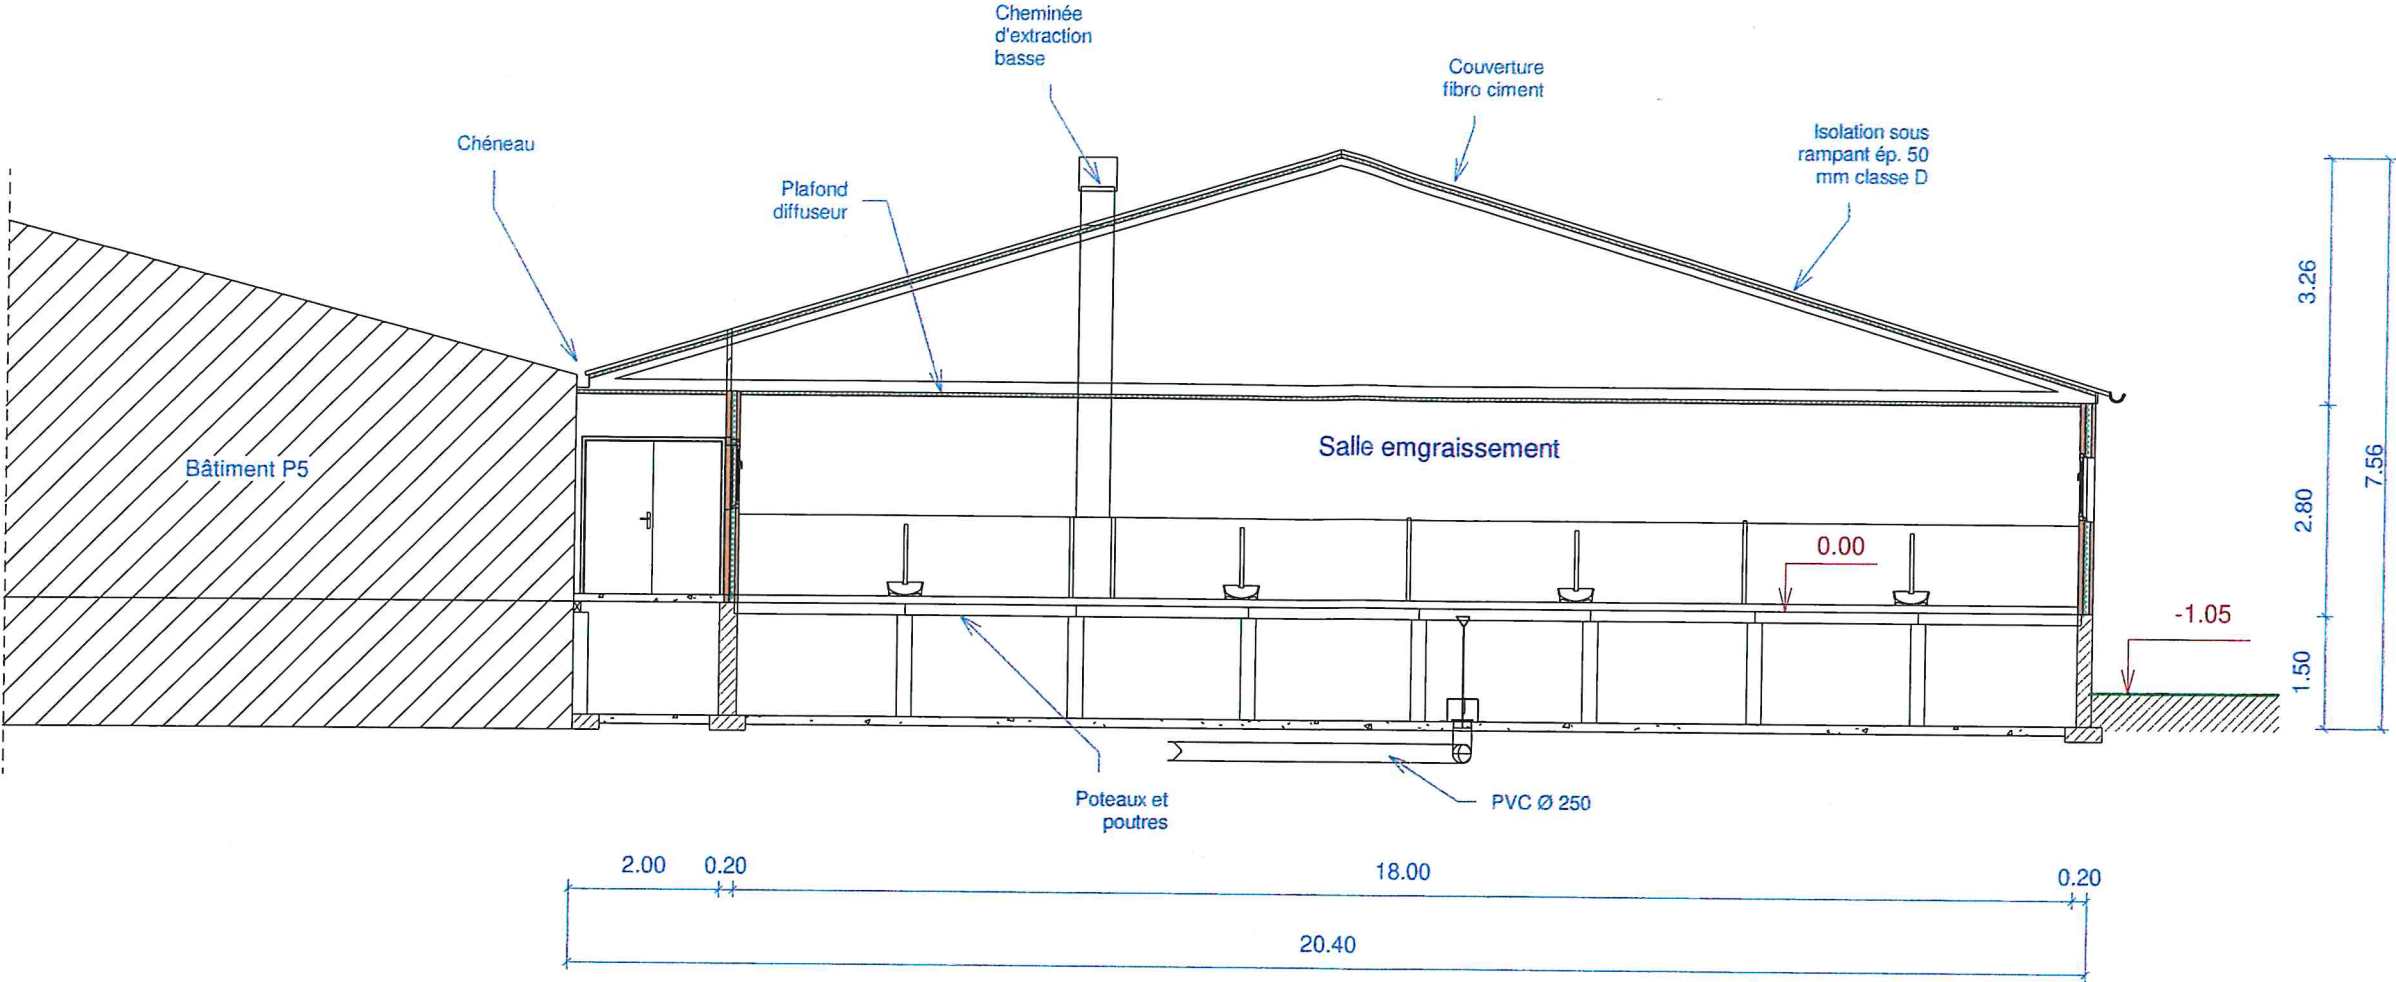 Cheminée
d'extraction
basse
Couverture
fibro ciment
Isolation sous
rampant ép. 50
mm classe D
Chéneau
Plafond
diffuseur
3.26
Salle emgraissement
Bâtiment P5
7.56
2.80
0.00
-1.05
1.50
Poteaux et
poutres
PVC Ø 250
2.00
0.20
18.00
0.20
20.40